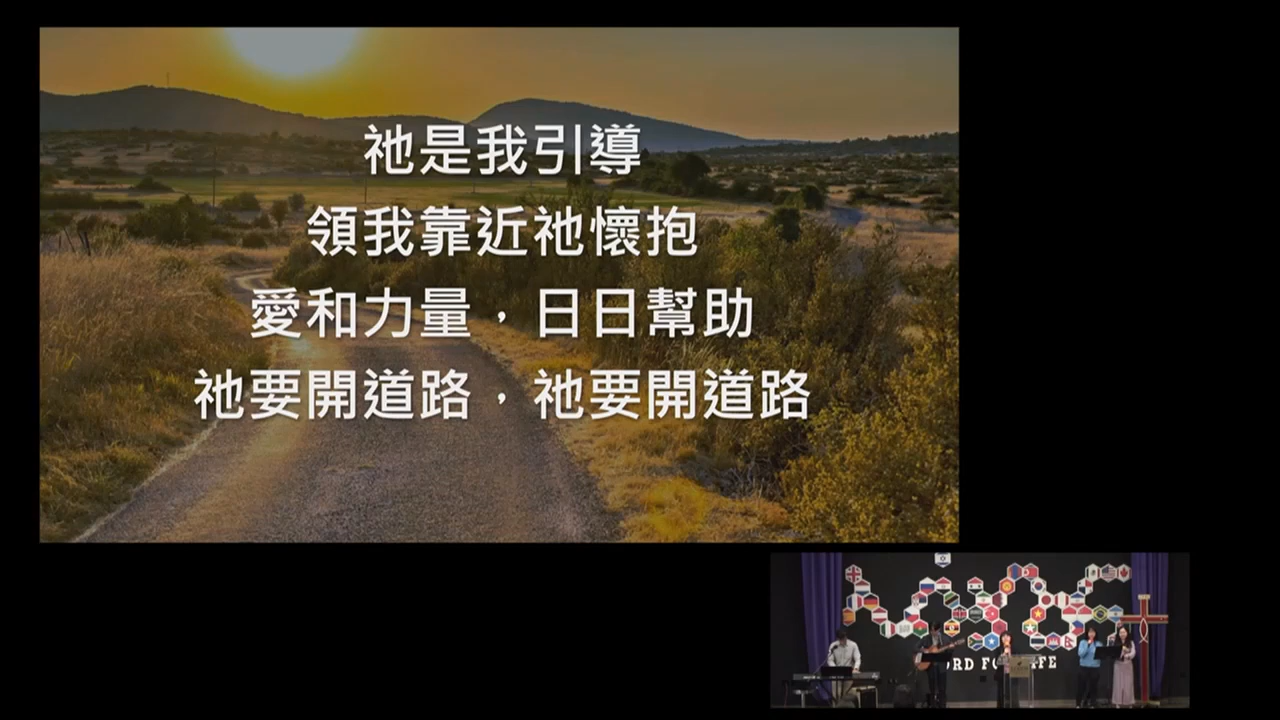 祂是我引導
領我靠近祂懷抱
愛和力量，日日幫助
祂要開道路，祂要開道路